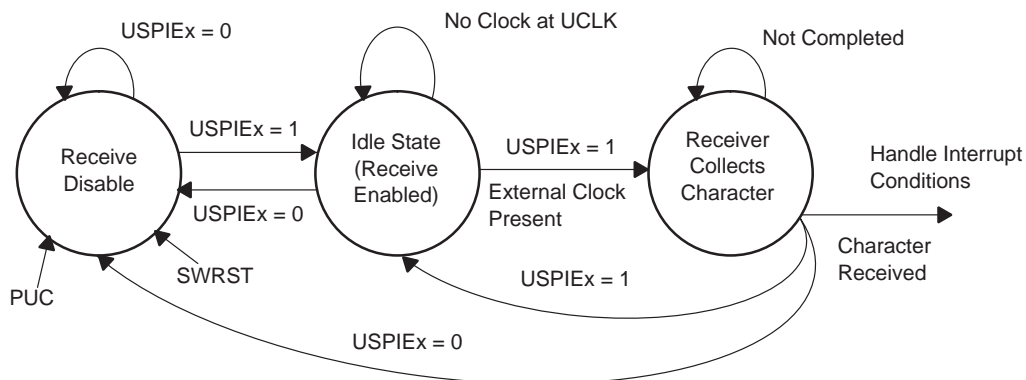 USPIEx = 0
No Clock at UCLK
Not Completed
USPIEx = 1
Receive
Disable
USPIEx = 0
Idle State
(Receive
Enabled)
USPIEx = 1
External Clock
Present
Receiver
Collects
Character
Handle Interrupt
Conditions
Character
Received
PUC
SWRST
USPIEx = 1
USPIEx = 0